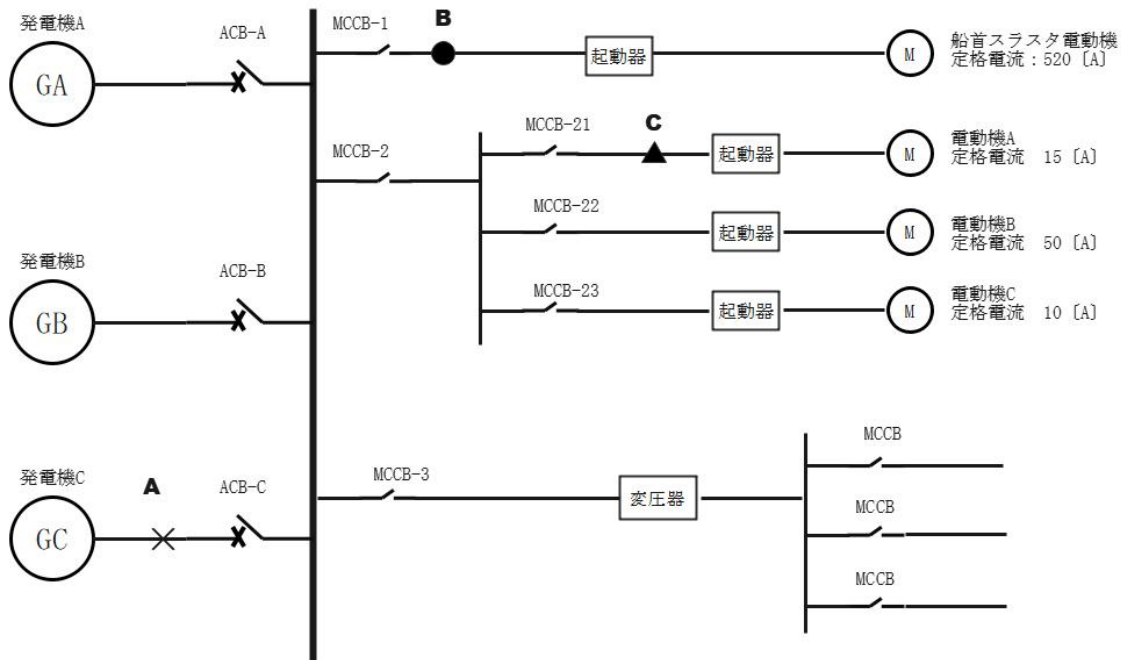 発電機A
GA
ACB-A
MCCB-1
B
起動器
M
船首スラスタ電動機
定格電流：520〔A〕
MCCB-2
MCCB-21
C
起動器
M
電動機A
定格電流　15〔A〕
MCCB-22
起動器
M
電動機B
定格電流　50〔A〕
発電機B
GB
ACB-B
MCCB-23
起動器
M
電動機C
定格電流　10〔A〕
発電機C
GC
A
ACB-C
MCCB-3
変圧器
MCCB
MCCB
MCCB